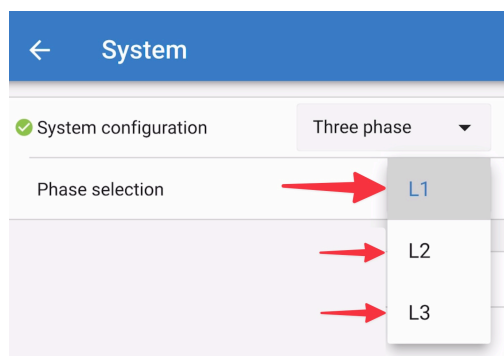 System
System configuration Three phase
Phase selection L1
L2
L3